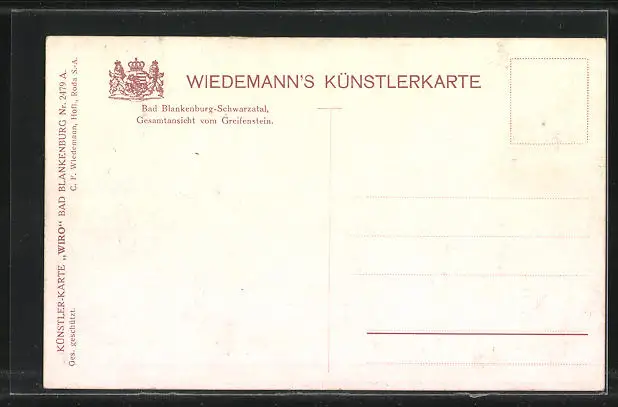 WIEDEMANN'S KÜNSTLERKARTE
Bad Blankenburg-Schwarzatal,
Gesamtansicht vom Greifenstein.
KÜNSTLER-KARTE „WIRO“ BAD BLANKENBURG Nr. 2479 A.
Ges. geschützt.
C. F. Wiedemann, Hofl., Roda S.-A.